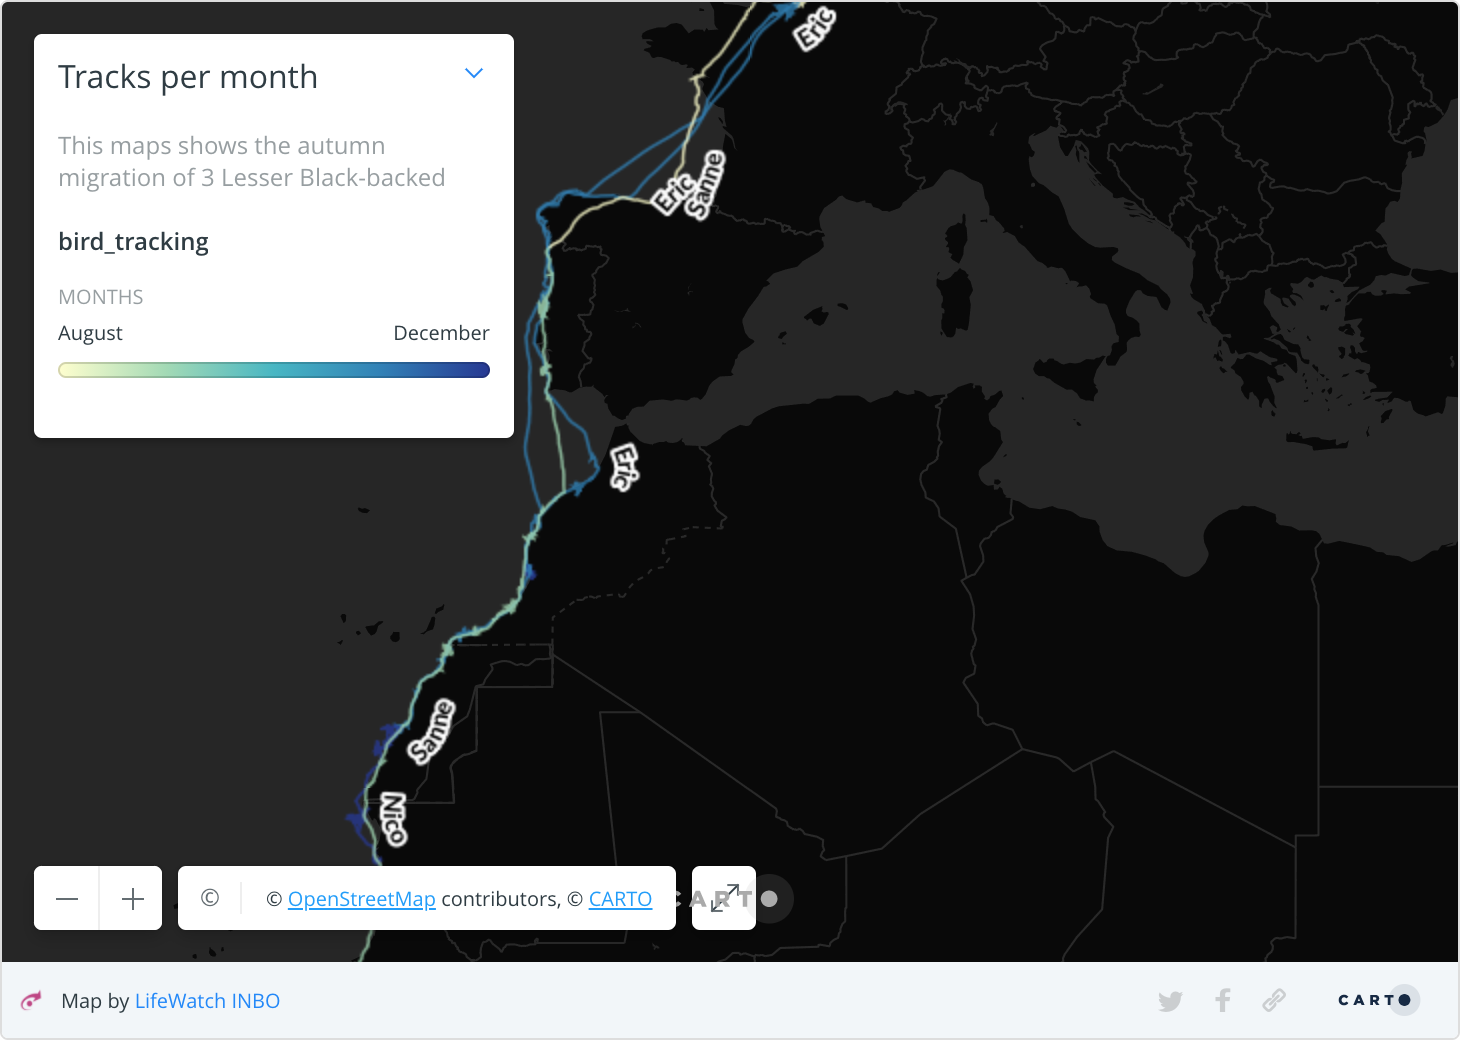 Eric
Tracks per month
This maps shows the autumn
migration of 3 Lesser Black-backed
Eric
Sanne
bird_tracking
MONTHS
August December
Eric
Sanne
Nico
©
© OpenStreetMap contributors, © CARTO
CARTO
Map by LifeWatch INBO
CARTO